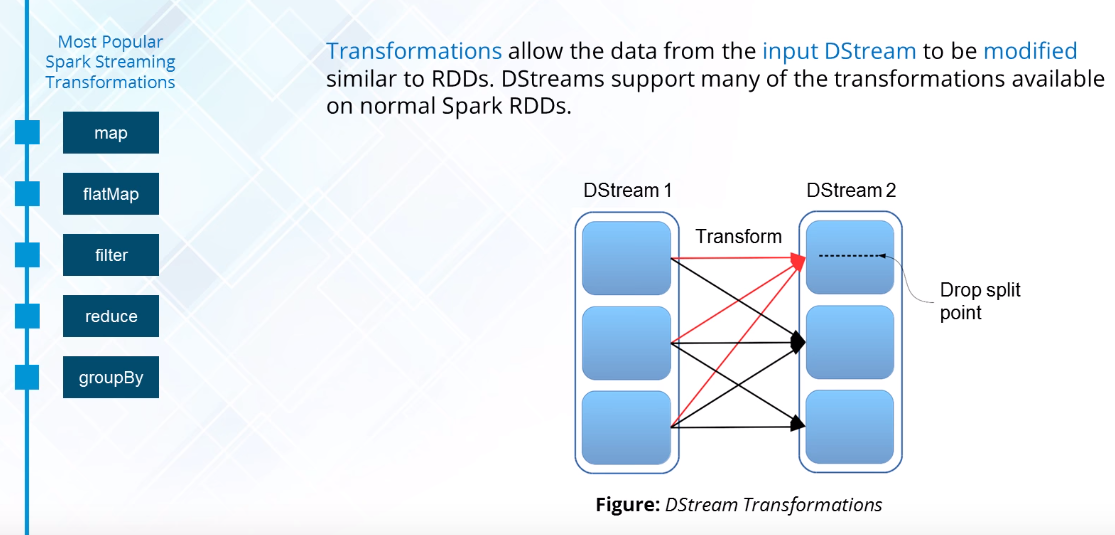 Most Popular
Spark Streaming
Transformations
map
flatMap
filter
reduce
groupBy
Transformations allow the data from the input DStream to be modified
similar to RDDs. DStreams support many of the transformations available
on normal Spark RDDs.
DStream 1
DStream 2
Transform
Drop split
point
Figure: DStream Transformations